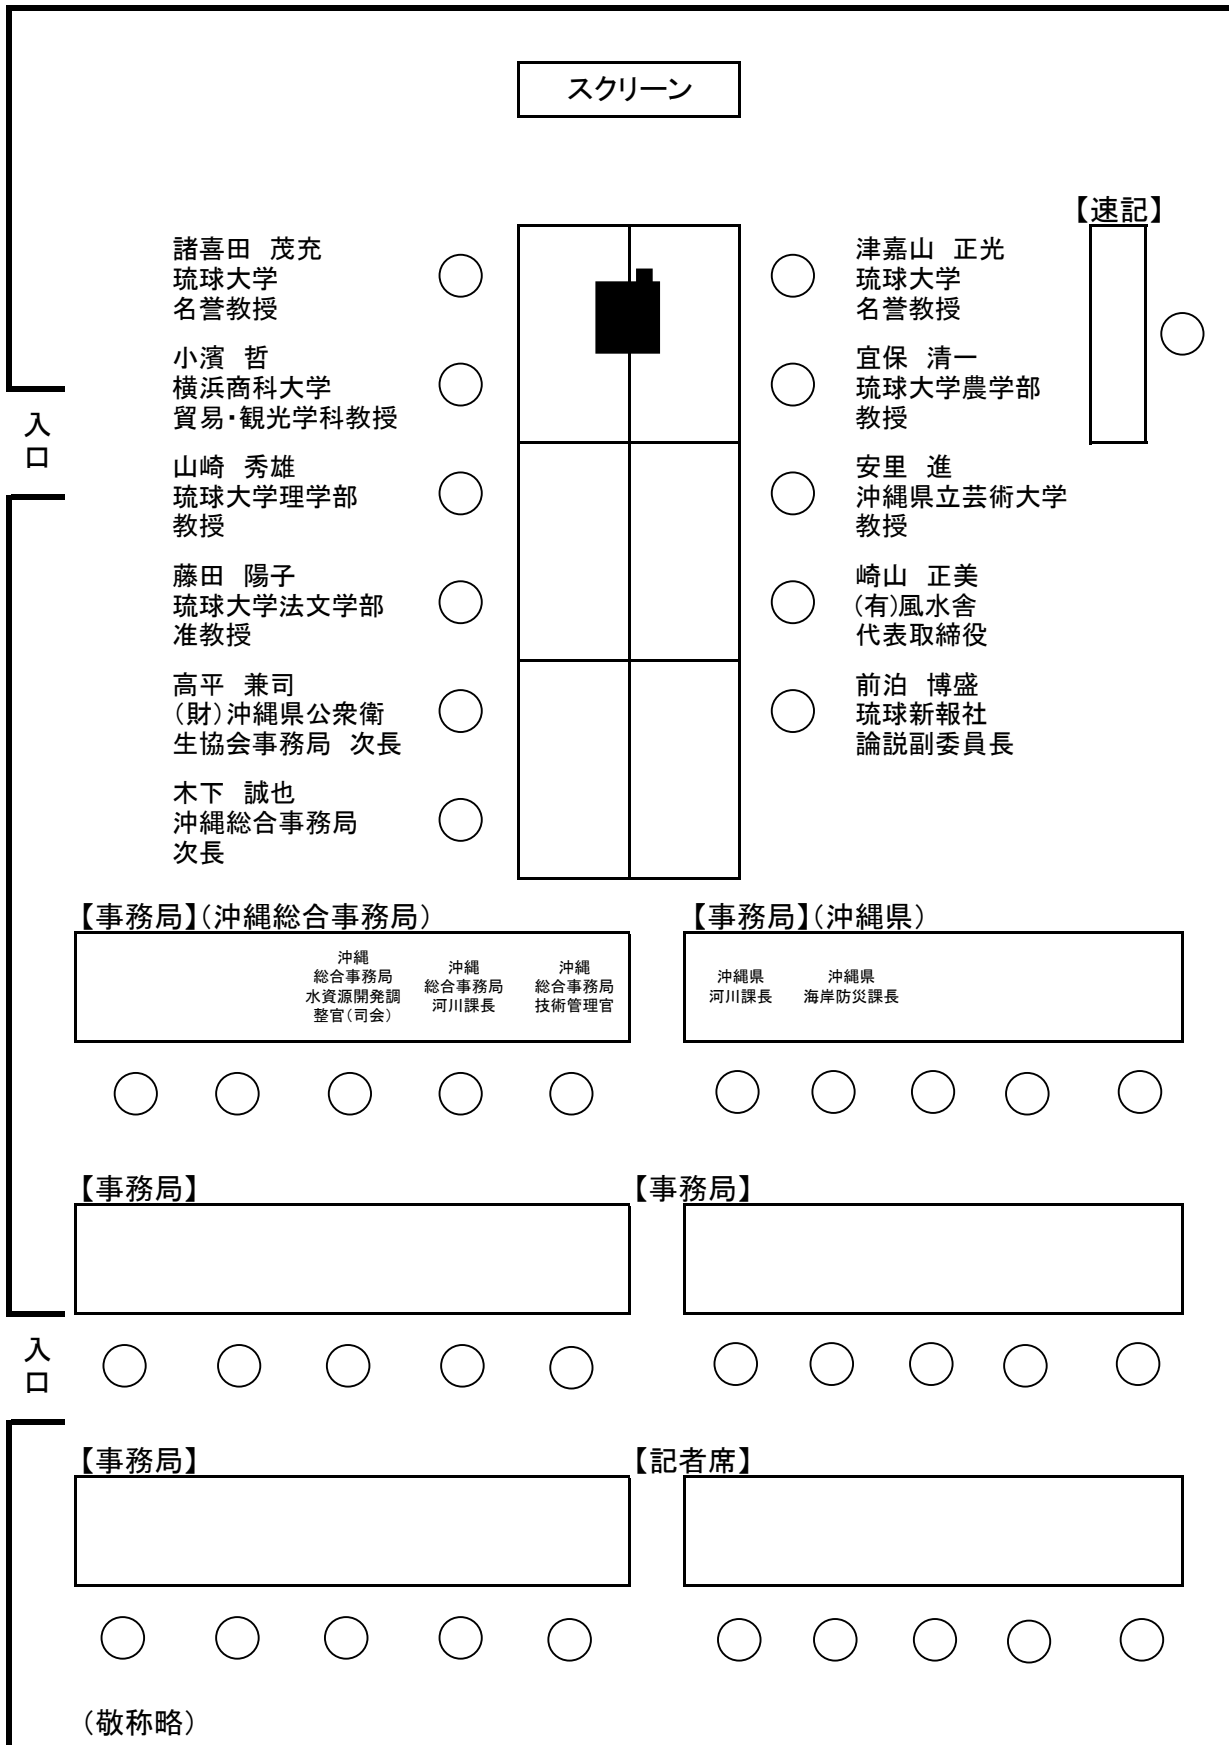 スクリーン
【速記】
諸喜田　茂充
琉球大学
名誉教授
津嘉山　正光
琉球大学
名誉教授
小濱　哲
横浜商科大学
貿易・観光学科教授
宜保　清一
琉球大学農学部
教授
入
口
山崎　秀雄
琉球大学理学部
教授
安里　進
沖縄県立芸術大学
教授
藤田　陽子
琉球大学法文学部
准教授
崎山　正美
(有)風水舎
代表取締役
高平　兼司
（財）沖縄県公衆衛
生協会事務局　次長
前泊　博盛
琉球新報社
論説副委員長
木下　誠也
沖縄総合事務局
次長
【事務局】（沖縄総合事務局）
沖縄
総合事務局
水資源開発調
整官（司会）
沖縄
総合事務局
河川課長
沖縄
総合事務局
技術管理官
【事務局】（沖縄県）
沖縄県
河川課長
沖縄県
海岸防災課長
【事務局】
【事務局】
入
口
【事務局】
【記者席】
（敬称略）